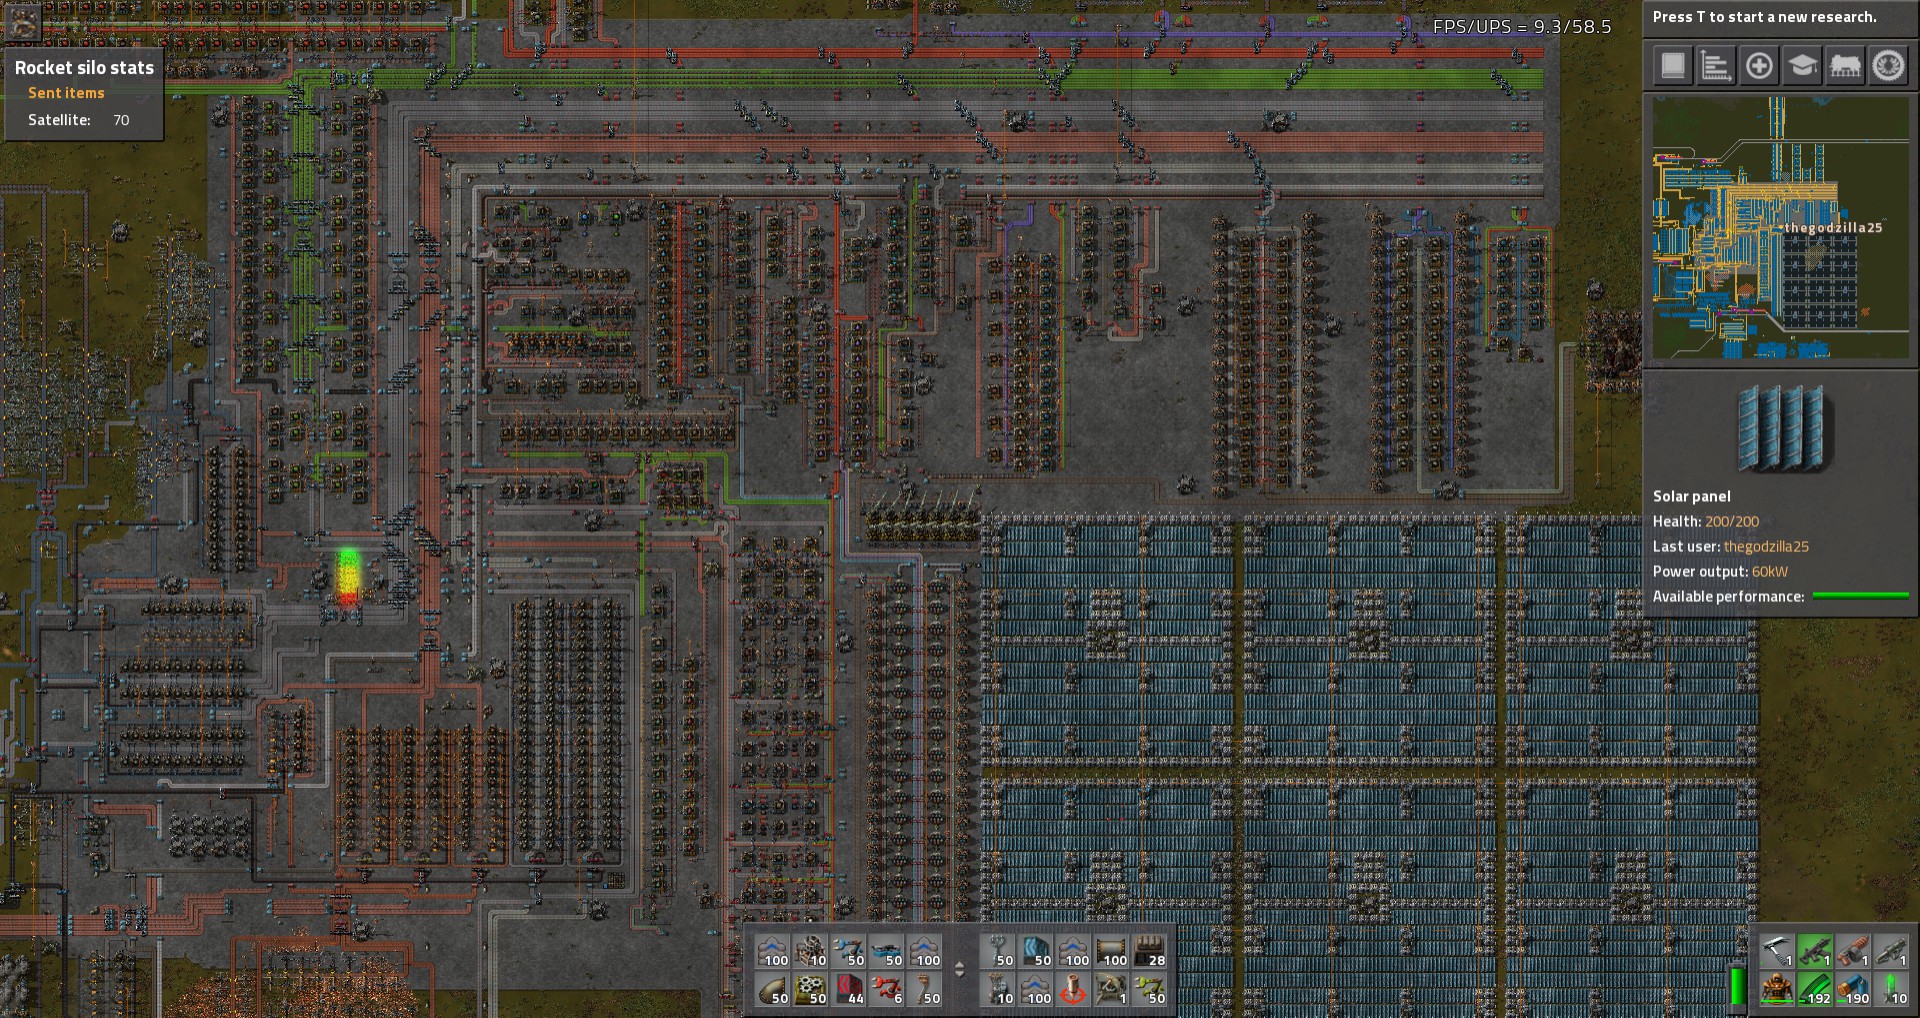 FPS/UPS = 9.3/58.5
Press T to start a new research.
Rocket silo stats
Sent items
Satellite: 70
thegodzilla25
Solar panel
Health: 200/200
Last user: thegodzilla25
Power output: 60kW
Available performance:
100 10 50 50 100 50 50 100 100 28
50 50 44 6 50 10 100 1 50
1 1 1 1
192 190 10